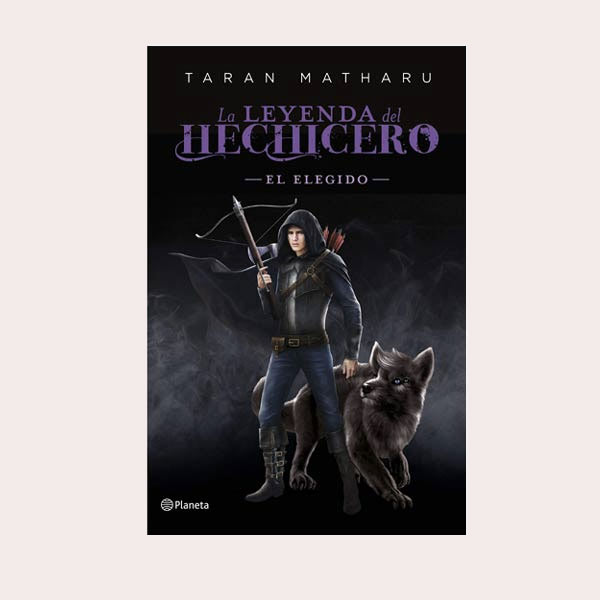 TARAN MATHARU
La LEYENDA del
HECHICERO
EL ELEGIDO
Planeta